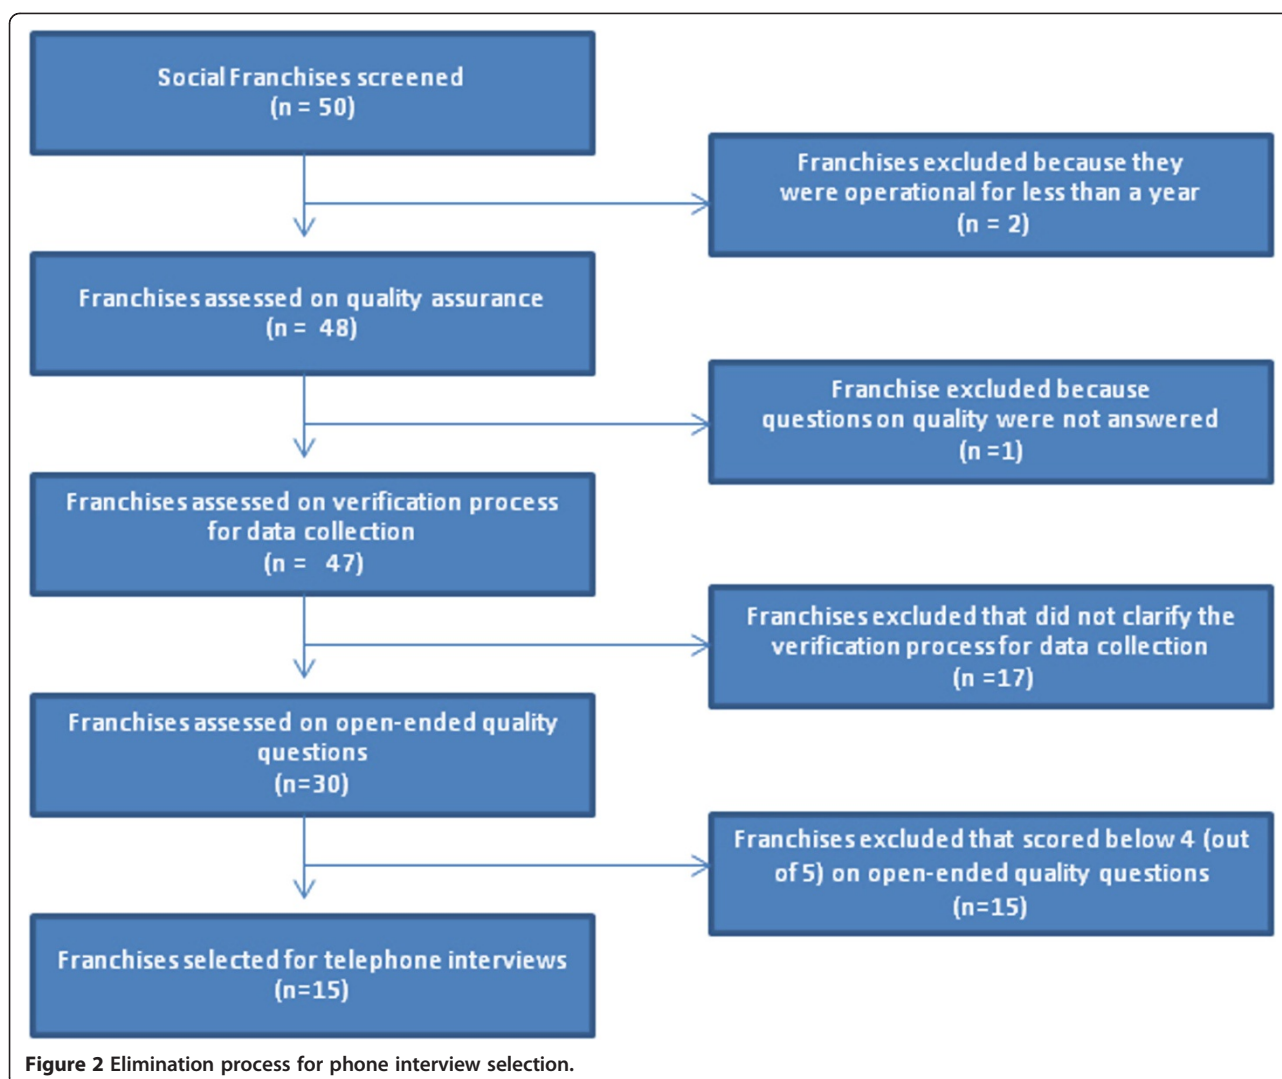 Social Franchises screened
(n = 50)
Franchises excluded because they
were operational for less than a year
(n = 2)
Franchises assessed on quality assurance
(n = 48)
Franchise excluded because
questions on quality were not answered
(n =1)
Franchises assessed on verification process
for data collection
(n = 47)
Franchises excluded that did not clarify the
verification process for data collection
(n =17)
Franchises assessed on open-ended quality
questions
(n=30)
Franchises excluded that scored below 4 (out
of 5) on open-ended quality questions
(n=15)
Franchises selected for telephone interviews
(n=15)
Figure 2 Elimination process for phone interview selection.